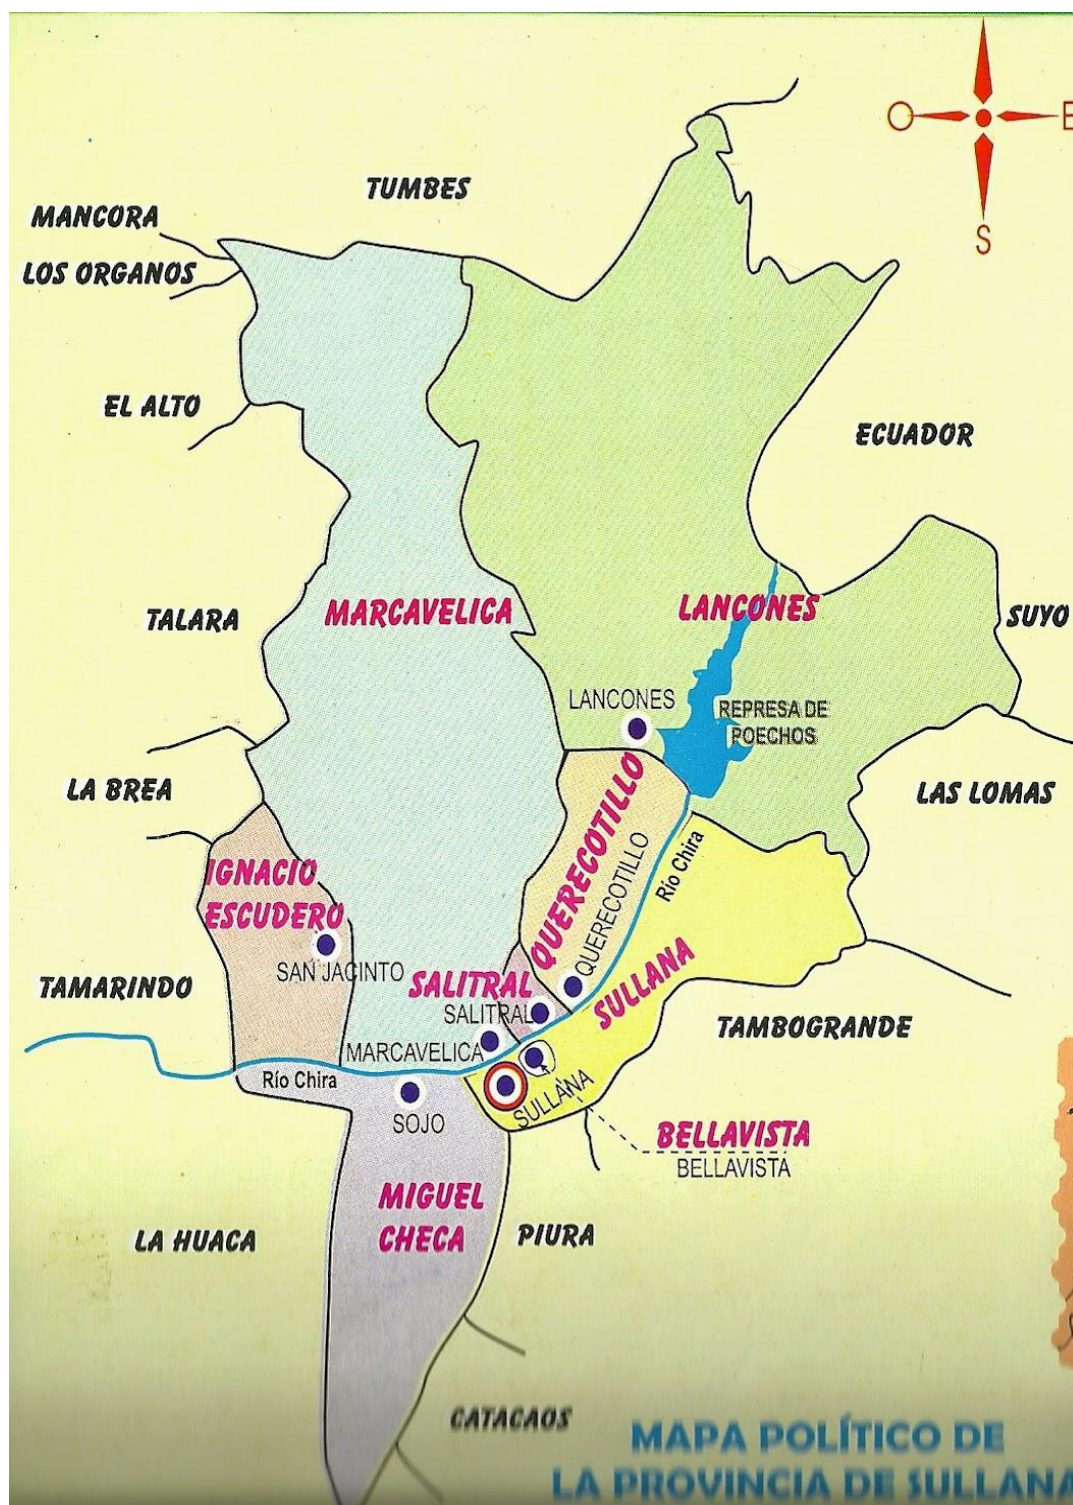 O
E
S
TUMBES
MANCORA
LOS ORGANOS
EL ALTO
ECUADOR
TALARA
MARCAVELICA
LANCONES
SUYO
LANCONES
REPRESA DE
POECHOS
LA BREA
LAS LOMAS
QUERECOTILLO
QUERECOTILLO
Río Chira
IGNACIO
ESCUDERO
SAN JACINTO
TAMARINDO
SALITRAL
SALITRAL
SULLANA
TAMBOGRANDE
MARCAVELICA
Río Chira
SOJO
SULLANA
BELLAVISTA
BELLAVISTA
MIGUEL
CHECA
LA HUACA
PIURA
CATACAOS
MAPA POLÍTICO DE
LA PROVINCIA DE SULLANA